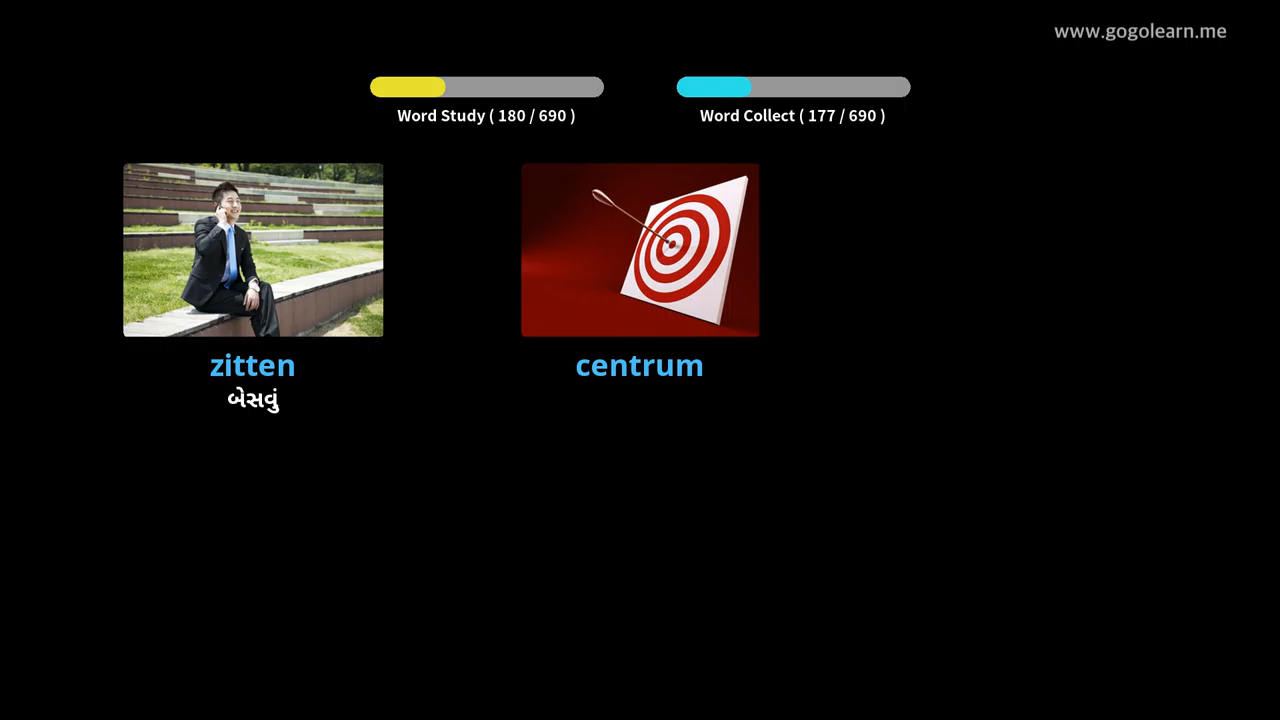 www.gogolearn.me
Word Study ( 180 / 690 )
Word Collect ( 177 / 690 )
zitten
centrum
બેસવું